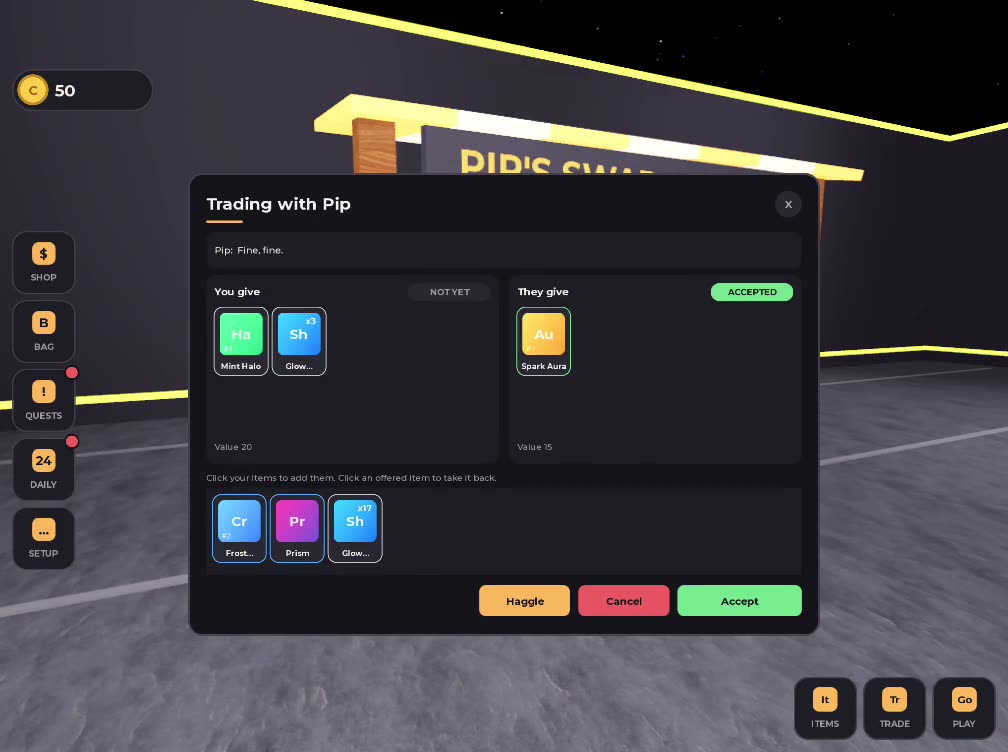 C 50
PIP'S SWAP
Trading with Pip
X
Pip: Fine, fine.
You give
NOT YET
They give
ACCEPTED
Ha
#1
Mint Halo
x3
Sh
Glow...
Au
Spark Aura
Value 20
Value 15
Click your items to add them. Click an offered item to take it back.
Cr
#2
Frost...
Pr
Prism
x17
Sh
Glow...
Haggle
Cancel
Accept
$
SHOP
B
BAG
!
QUESTS
24
DAILY
...
SETUP
It
ITEMS
Tr
TRADE
Go
PLAY